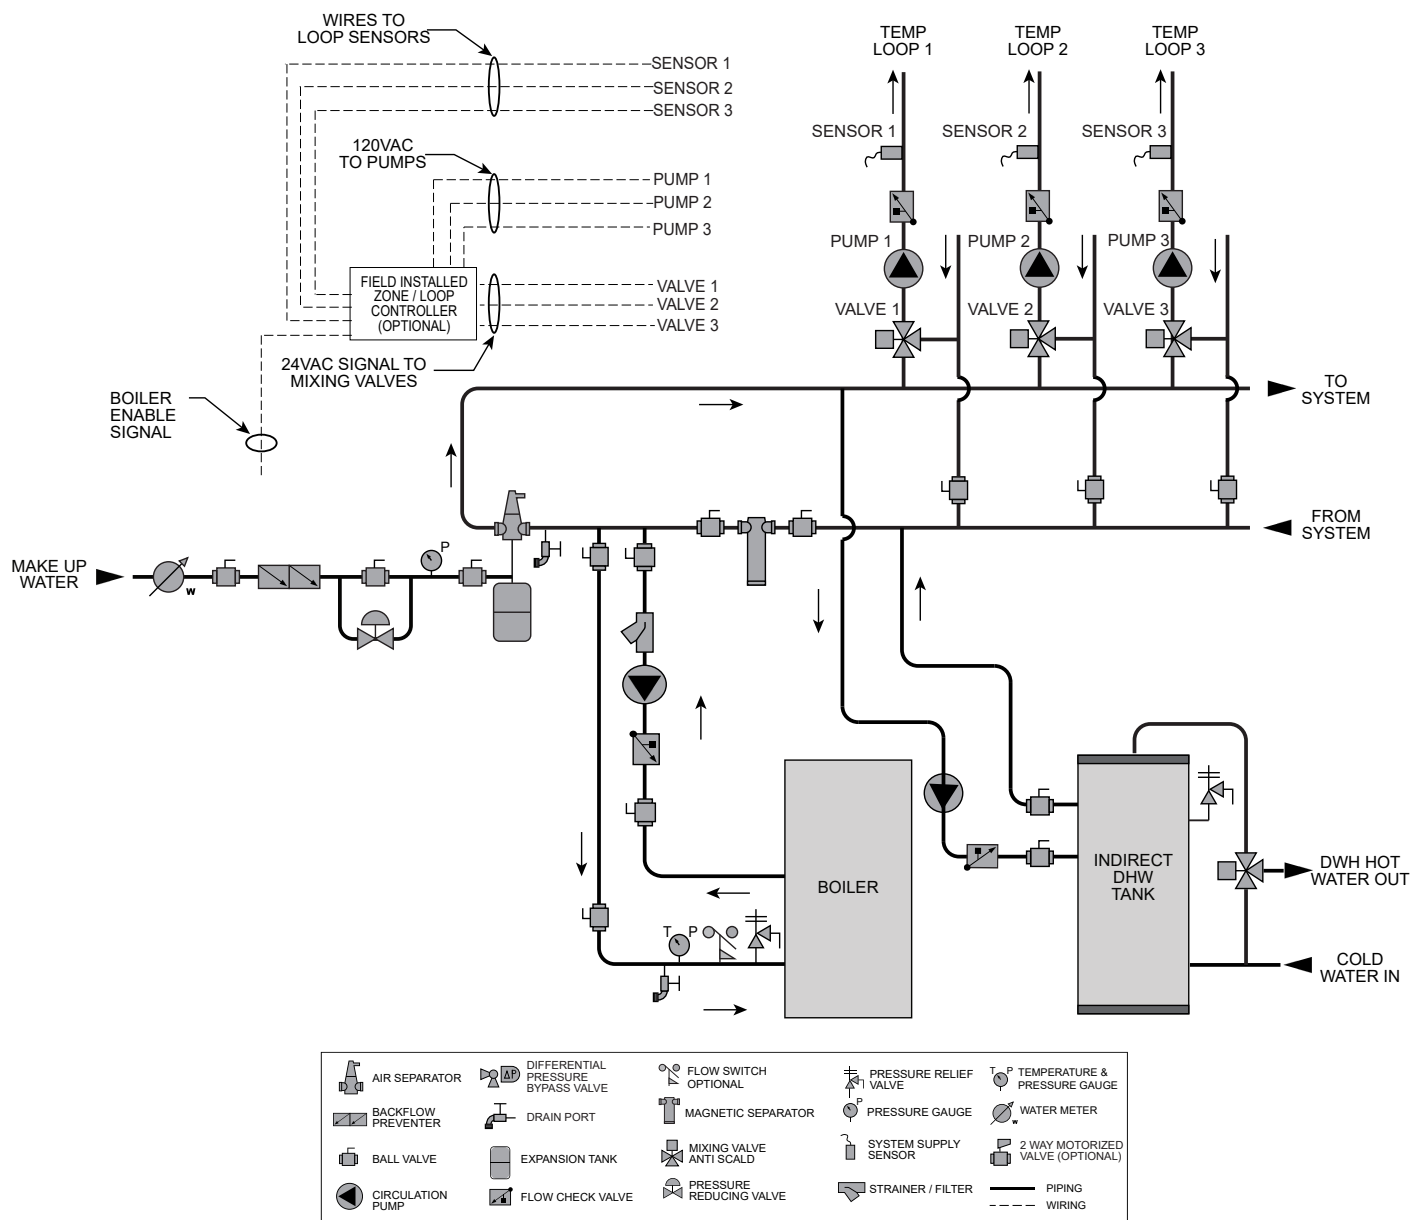 WIRES TO
LOOP SENSORS
SENSOR 1
SENSOR 2
SENSOR 3
120VAC
TO PUMPS
PUMP 1
PUMP 2
PUMP 3
FIELD INSTALLED
ZONE / LOOP
CONTROLLER
(OPTIONAL)
VALVE 1
VALVE 2
VALVE 3
24VAC SIGNAL TO
MIXING VALVES
BOILER
ENABLE
SIGNAL
TEMP
LOOP 1
TEMP
LOOP 2
TEMP
LOOP 3
SENSOR 1
SENSOR 2
SENSOR 3
PUMP 1
PUMP 2
PUMP 3
VALVE 1
VALVE 2
VALVE 3
TO
SYSTEM
FROM
SYSTEM
MAKE UP
WATER
w
P
BOILER
T
P
INDIRECT
DHW
TANK
DWH HOT
WATER OUT
COLD
WATER IN
AIR SEPARATOR
BACKFLOW
PREVENTER
BALL VALVE
CIRCULATION
PUMP
ΔP
DIFFERENTIAL
PRESSURE
BYPASS VALVE
DRAIN PORT
EXPANSION TANK
FLOW CHECK VALVE
FLOW SWITCH
OPTIONAL
MAGNETIC SEPARATOR
MIXING VALVE
ANTI SCALD
PRESSURE
REDUCING VALVE
PRESSURE RELIEF
VALVE
P
PRESSURE GAUGE
SYSTEM SUPPLY
SENSOR
STRAINER / FILTER
T
P
TEMPERATURE &
PRESSURE GAUGE
w
WATER METER
2 WAY MOTORIZED
VALVE (OPTIONAL)
PIPING
WIRING